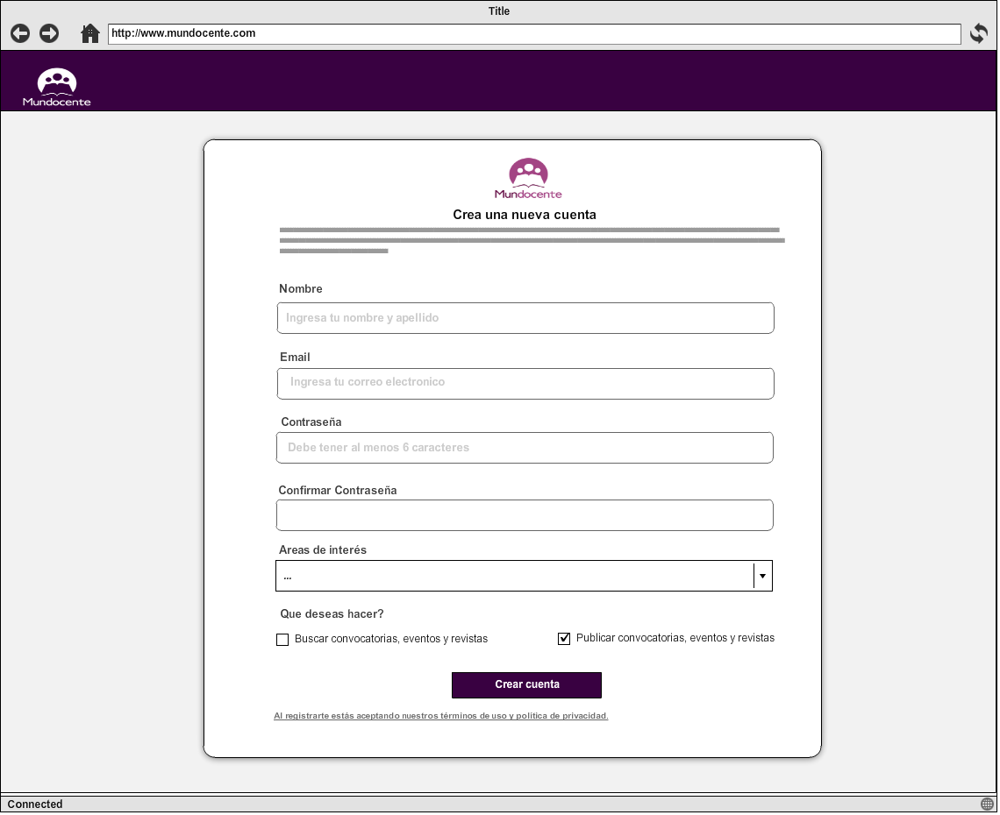 Title
http://www.mundocente.com
Mundocente
Mundocente
Crea una nueva cuenta
Nombre
Ingresa tu nombre y apellido
Email
Ingresa tu correo electronico
Contraseña
Debe tener al menos 6 caracteres
Confirmar Contraseña
Areas de interés
...
Que deseas hacer?
Buscar convocatorias, eventos y revistas
Publicar convocatorias, eventos y revistas
Crear cuenta
Al registrarte estás aceptando nuestros términos de uso y politica de privacidad.
Connected